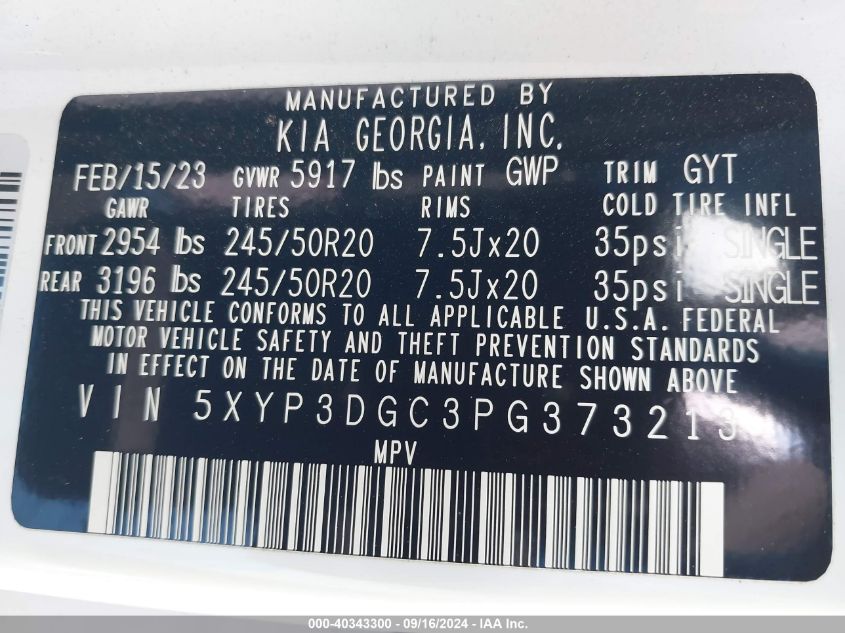 MANUFACTURED BY
KIA GEORGIA, INC.
FEB/15/23 GVWR 5917 lbs PAINT GWP TRIM GYT
GAWR TIRES RIMS COLD TIRE INFL
FRONT 2954 lbs 245/50R20 7.5Jx20 35psi SINGLE
REAR 3196 lbs 245/50R20 7.5Jx20 35psi SINGLE
THIS VEHICLE CONFORMS TO ALL APPLICABLE U.S.A. FEDERAL
MOTOR VEHICLE SAFETY AND THEFT PREVENTION STANDARDS
IN EFFECT ON THE DATE OF MANUFACTURE SHOWN ABOVE
VIN 5XYP3DGC3PG373213
MPV
000-40343300 - 09/16/2024 - IAAI.COM